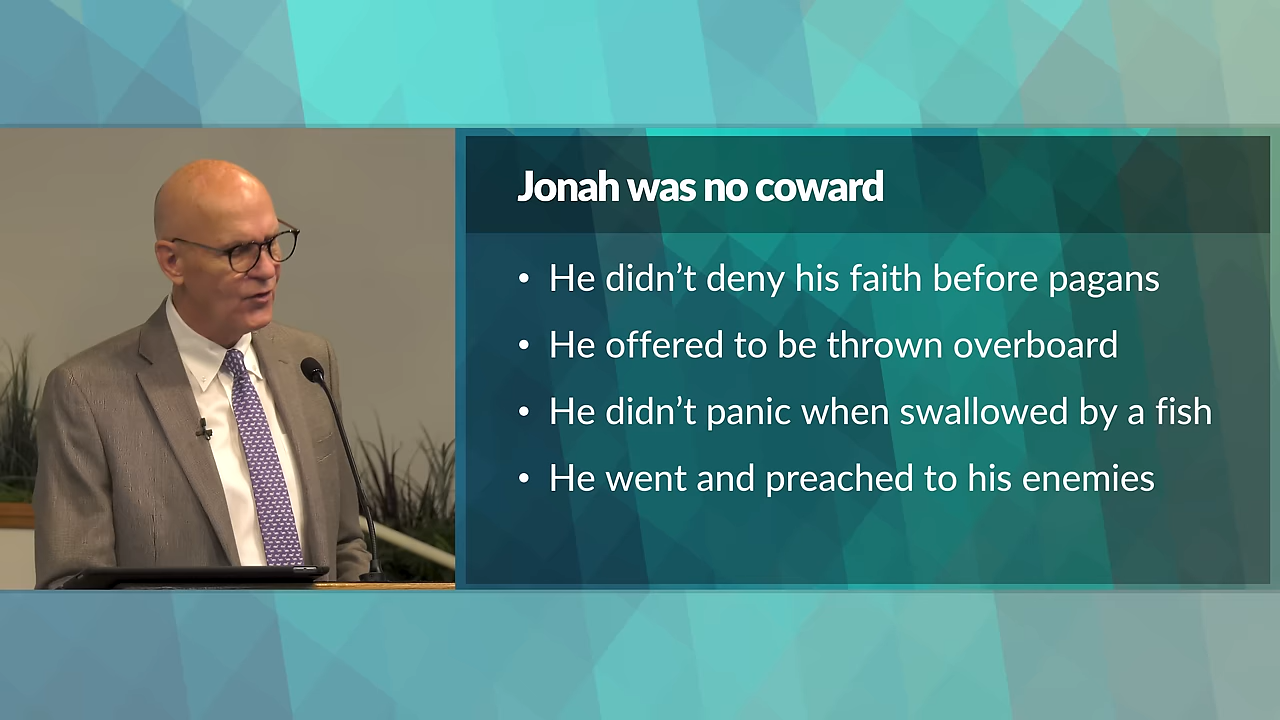 Jonah was no coward
• He didn’t deny his faith before pagans
• He offered to be thrown overboard
• He didn’t panic when swallowed by a fish
• He went and preached to his enemies